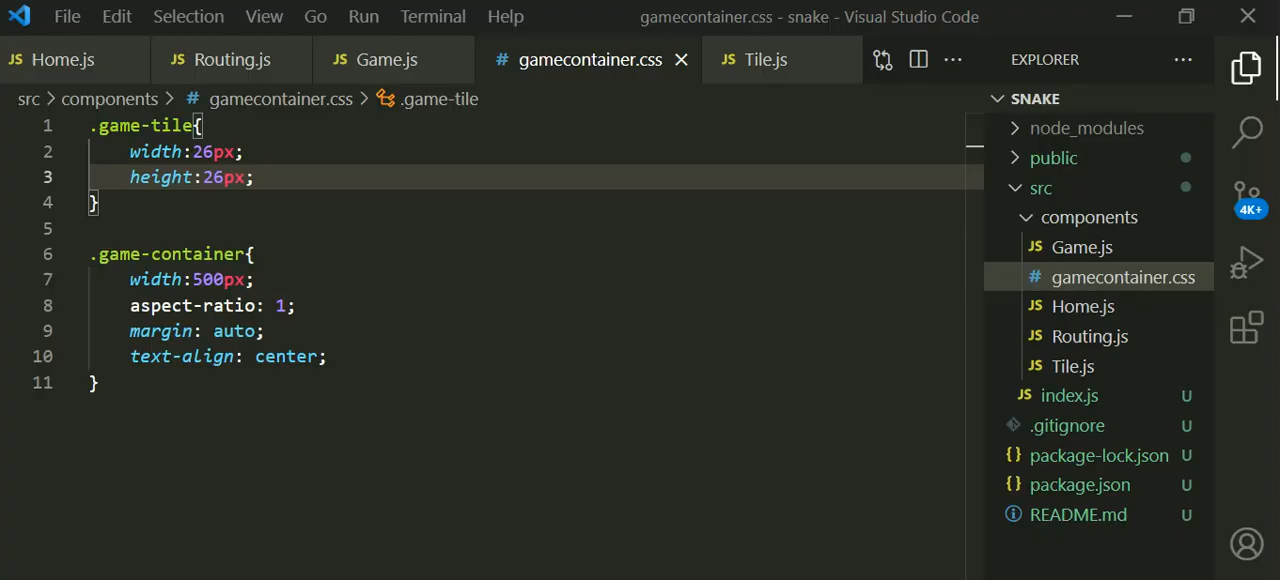 File Edit Selection View Go Run Terminal Help gamecontainer.css - snake - Visual Studio Code
JS Home.js JS Routing.js JS Game.js # gamecontainer.css JS Tile.js
src > components > # gamecontainer.css > .game-tile
1 .game-tile{
2 width:26px;
3 height:26px;
4 }
5
6 .game-container{
7 width:500px;
8 aspect-ratio: 1;
9 margin: auto;
10 text-align: center;
11 }
EXPLORER
SNAKE
node_modules
public
src
components
JS Game.js
# gamecontainer.css
JS Home.js
JS Routing.js
JS Tile.js
JS index.js U
.gitignore U
{} package-lock.json U
{} package.json U
README.md U
4K+